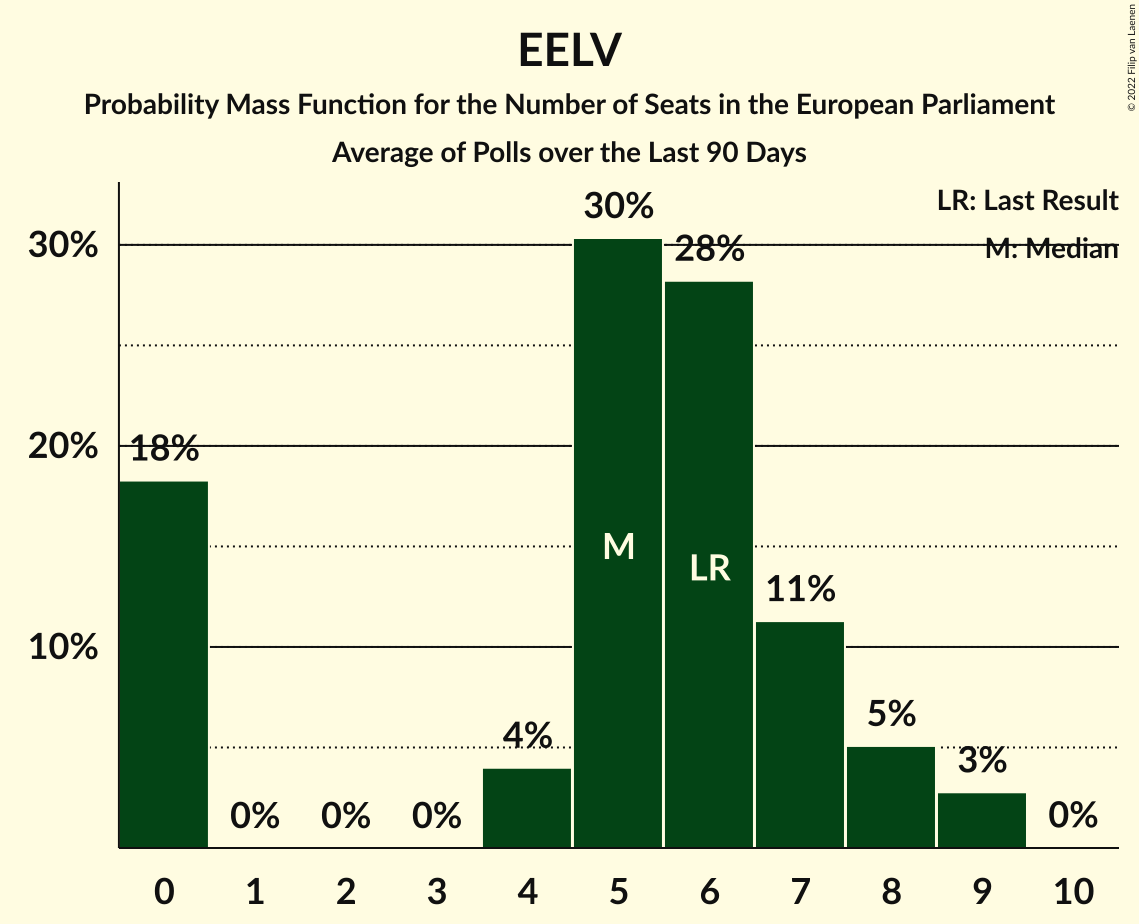 EELV
Probability Mass Function for the Number of Seats in the European Parliament
Average of Polls over the Last 90 Days
© 2022 Filip van Laenen
LR: Last Result
M: Median
30%
20%
10%
18%
0%
0%
0%
4%
30%
28%
11%
5%
3%
0%
M
LR
0 1 2 3 4 5 6 7 8 9 10